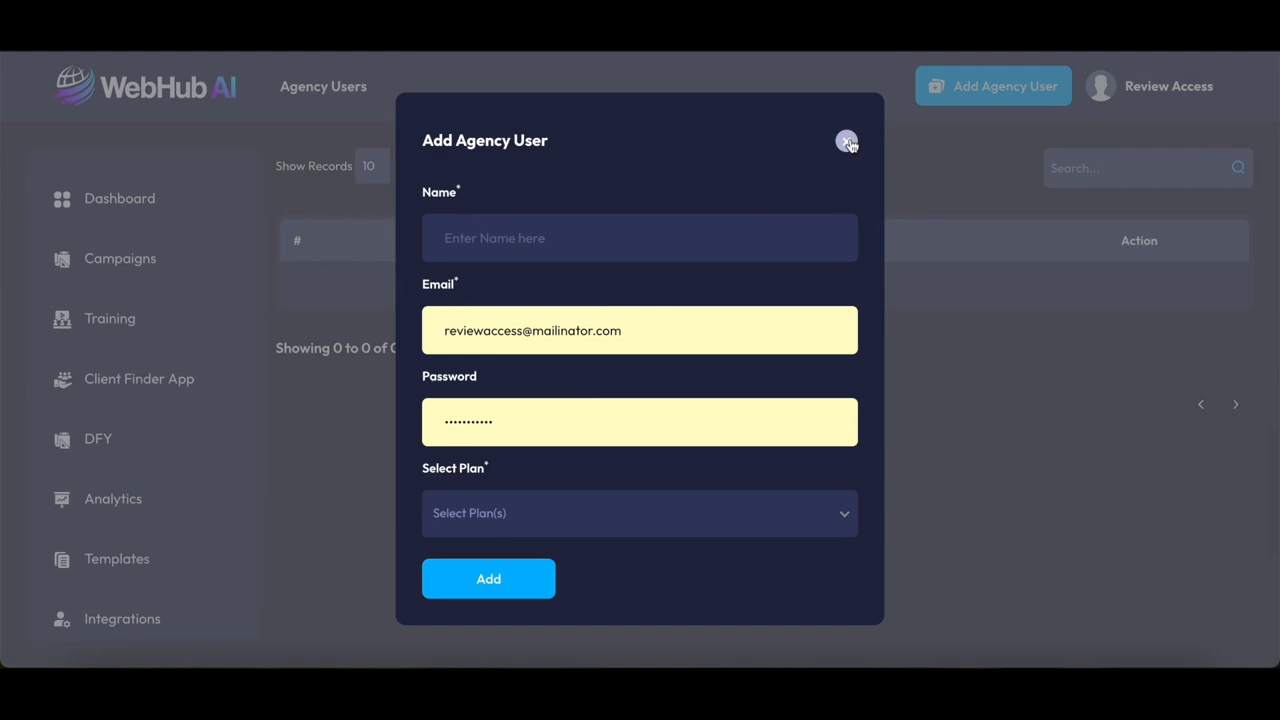 WebHub AI
Agency Users
Add Agency User
Review Access
Show Records 10
Search...
# Action
Showing 0 to 0 of 0
Dashboard
Campaigns
Training
Client Finder App
DFY
Analytics
Templates
Integrations
Add Agency User
Name*
Enter Name here
Email*
reviewaccess@mailinator.com
Password
•••••••••••
Select Plan*
Select Plan(s)
Add